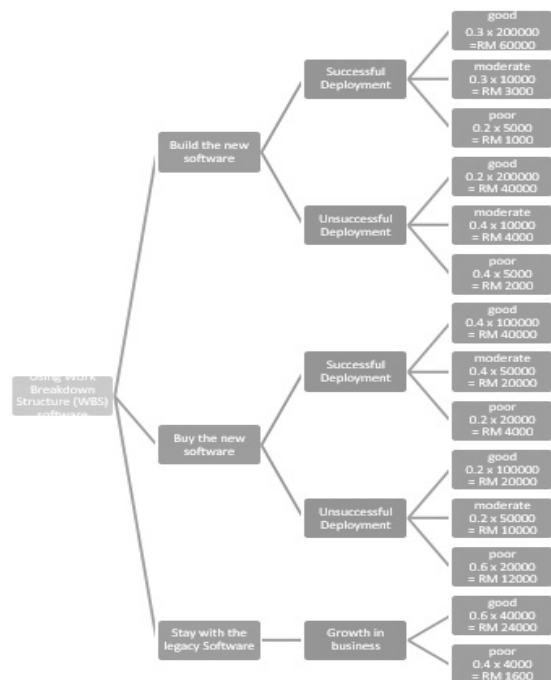 good
0.3 x 200000
=RM 60000
Successful
Deployment
moderate
0.3 x 10000
= RM 3000
poor
0.2 x 5000
= RM 1000
Build the new
software
good
0.2 x 200000
= RM 40000
Unsuccessful
Deployment
moderate
0.4 x 10000
= RM 4000
poor
0.4 x 5000
= RM 2000
good
0.4 x 100000
= RM 40000
Using Work
Breakdown
Structure (WBS)
software
Successful
Deployment
moderate
0.4 x 50000
= RM 20000
poor
0.2 x 20000
= RM 4000
Buy the new
software
good
0.2 x 100000
= RM 20000
Unsuccessful
Deployment
moderate
0.2 x 50000
= RM 10000
poor
0.6 x 20000
= RM 12000
Stay with the
legacy Software
Growth in
business
good
0.6 x 40000
= RM 24000
poor
0.4 x 4000
= RM 1600